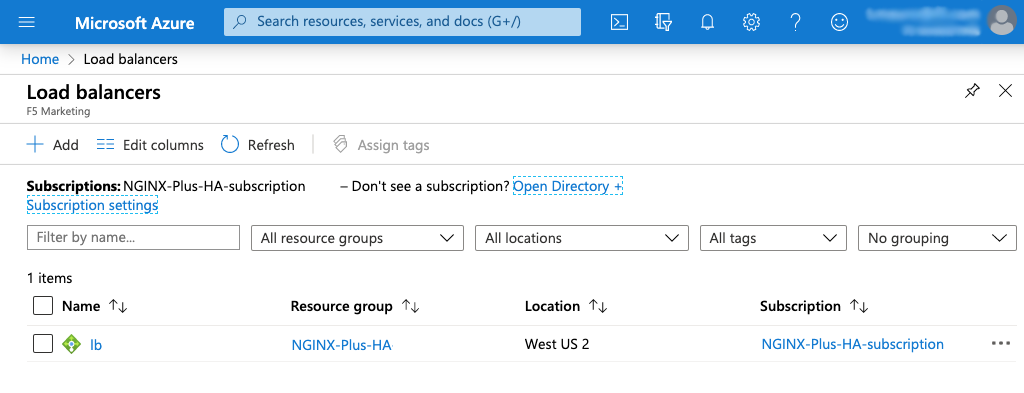 Microsoft Azure
Search resources, services, and docs (G+/)
Home > Load balancers
Load balancers
F5 Marketing
Add
Edit columns
Refresh
Assign tags
Subscriptions: NGINX-Plus-HA-subscription – Don't see a subscription? Open Directory +
Subscription settings
Filter by name...
All resource groups
All locations
All tags
No grouping
1 items
Name Resource group Location Subscription
lb NGINX-Plus-HA West US 2 NGINX-Plus-HA-subscription